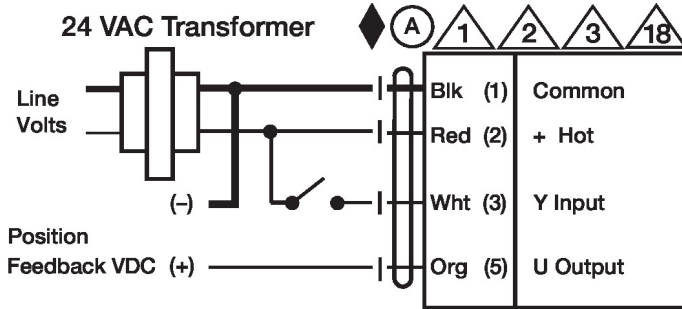 24 VAC Transformer A 1 2 3 18
Line
Volts
Blk (1) Common
Red (2) + Hot
(–) Wht (3) Y Input
Position
Feedback VDC (+) Org (5) U Output